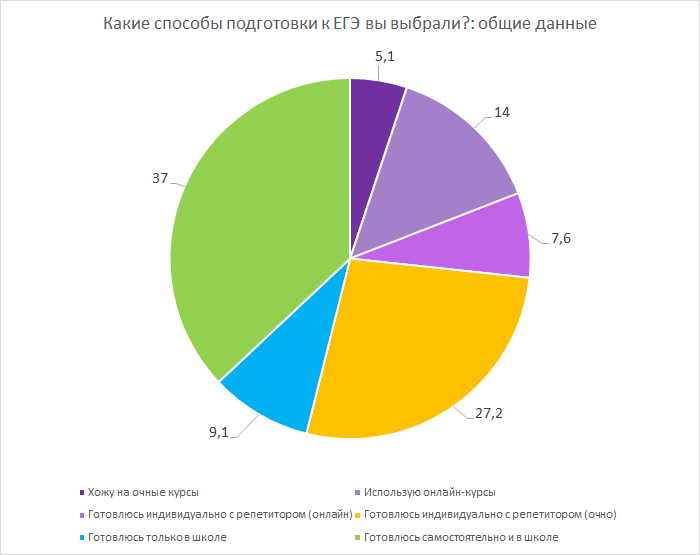 Какие способы подготовки к ЕГЭ вы выбрали?: общие данные
5,1
14
37
7,6
27,2
9,1
Хожу на очные курсы
Использую онлайн-курсы
Готовлюсь индивидуально с репетитором (онлайн)
Готовлюсь индивидуально с репетитором (очно)
Готовлюсь только в школе
Готовлюсь самостоятельно и в школе